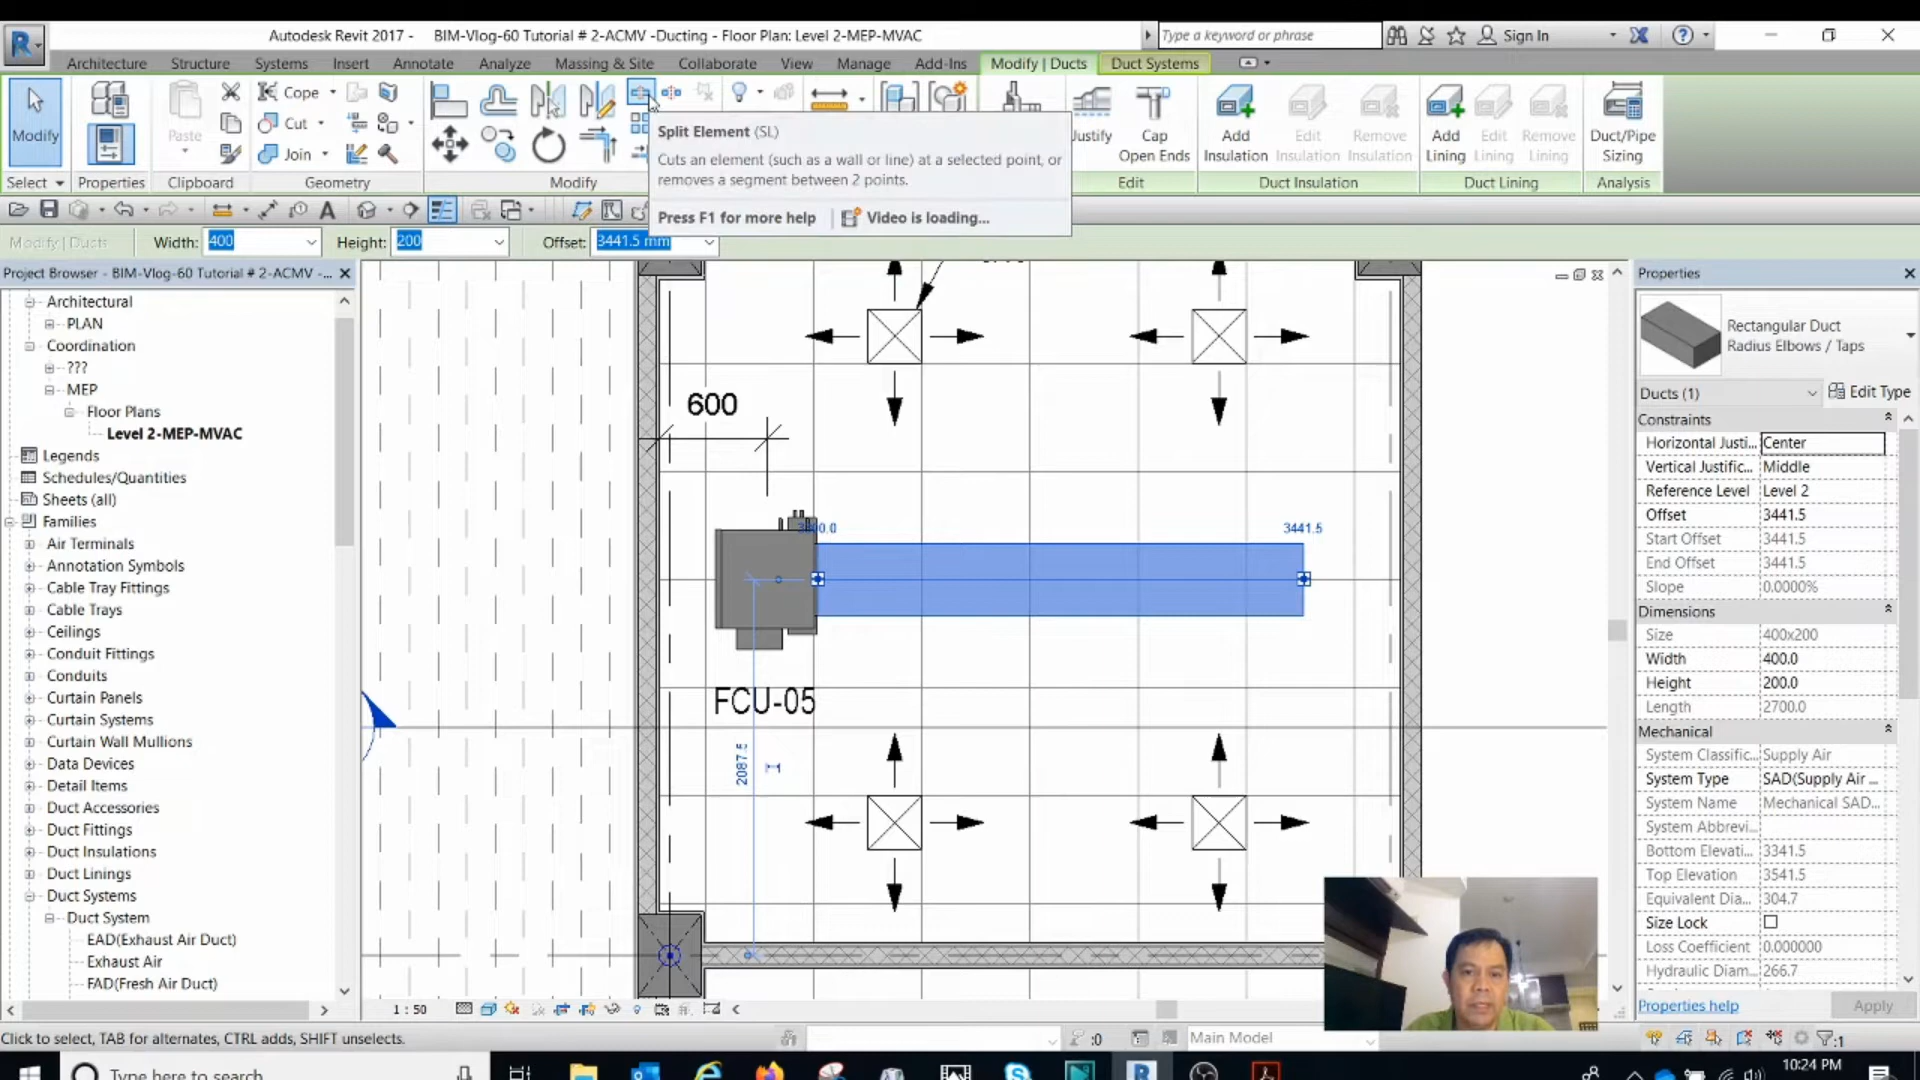 Autodesk Revit 2017 - BIM-Vlog-60 Tutorial # 2-ACMV -Ducting - Floor Plan: Level 2-MEP-MVAC
Type a keyword or phrase
Sign In
Architecture Structure Systems Insert Annotate Analyze Massing & Site Collaborate View Manage Add-Ins Modify | Ducts Duct Systems
Modify
Paste
Cope
Cut
Join
Justify
Cap
Open Ends
Add
Insulation
Edit
Insulation
Remove
Insulation
Add
Lining
Edit
Lining
Remove
Lining
Duct/Pipe
Sizing
Select Properties Clipboard Geometry Modify Edit Duct Insulation Duct Lining Analysis
Split Element (SL)
Cuts an element (such as a wall or line) at a selected point, or
removes a segment between 2 points.
Press F1 for more help Video is loading...
Modify | Ducts Width: 400 Height: 200 Offset: 3441.5 mm
Project Browser - BIM-Vlog-60 Tutorial # 2-ACMV -...
Architectural
PLAN
Coordination
???
MEP
Floor Plans
Level 2-MEP-MVAC
Legends
Schedules/Quantities
Sheets (all)
Families
Air Terminals
Annotation Symbols
Cable Tray Fittings
Cable Trays
Ceilings
Conduit Fittings
Conduits
Curtain Panels
Curtain Systems
Curtain Wall Mullions
Data Devices
Detail Items
Duct Accessories
Duct Fittings
Duct Insulations
Duct Linings
Duct Systems
Duct System
EAD(Exhaust Air Duct)
Exhaust Air
FAD(Fresh Air Duct)
600
3441.5
FCU-05
2087.5
1 : 50
Properties
Rectangular Duct
Radius Elbows / Taps
Ducts (1) Edit Type
Constraints
Horizontal Justi... Center
Vertical Justific... Middle
Reference Level Level 2
Offset 3441.5
Start Offset 3441.5
End Offset 3441.5
Slope 0.0000%
Dimensions
Size 400x200
Width 400.0
Height 200.0
Length 2700.0
Mechanical
System Classific... Supply Air
System Type SAD(Supply Air ...
System Name Mechanical SAD...
System Abbrevi...
Bottom Elevati... 3341.5
Top Elevation 3541.5
Equivalent Dia... 304.7
Size Lock
Loss Coefficient 0.000000
Hydraulic Diam... 266.7
Properties help Apply
Click to select, TAB for alternates, CTRL adds, SHIFT unselects.
:0
Main Model
:1
Type here to search
10:24 PM